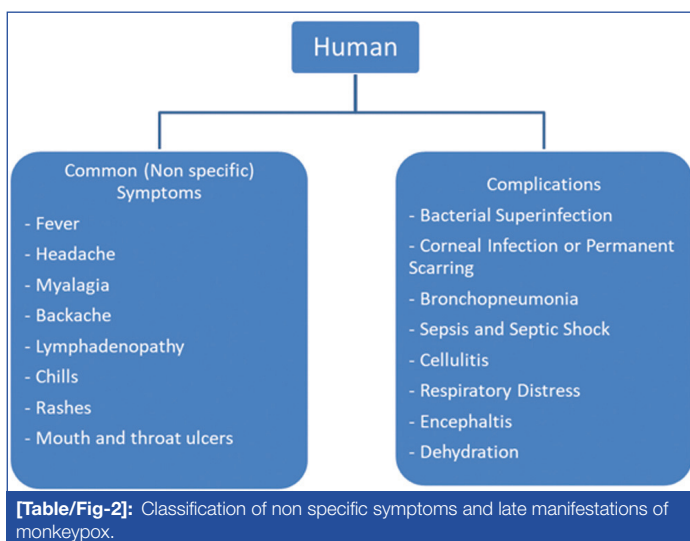 Human
Common (Non specific)
Symptoms
- Fever
- Headache
- Myalagia
- Backache
- Lymphadenopathy
- Chills
- Rashes
- Mouth and throat ulcers
Complications
- Bacterial Superinfection
- Corneal Infection or Permanent
Scarring
- Bronchopneumonia
- Sepsis and Septic Shock
- Cellulitis
- Respiratory Distress
- Encephaltis
- Dehydration
[Table/Fig-2]: Classification of non specific symptoms and late manifestations of
monkeypox.